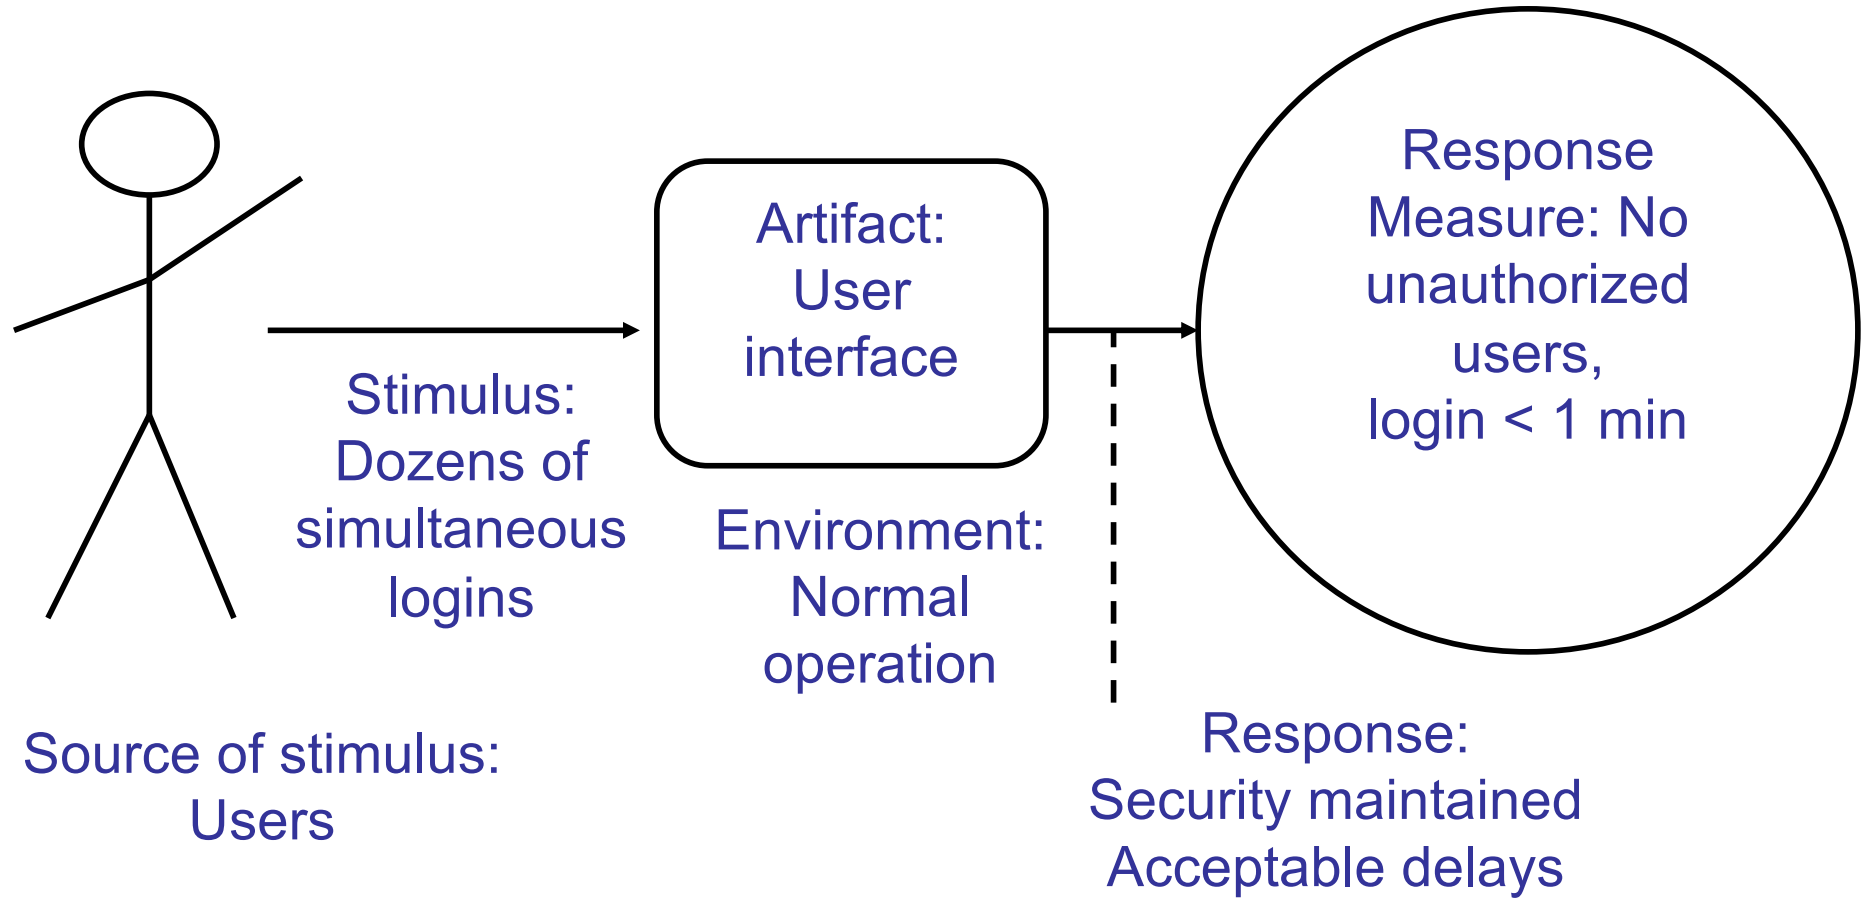 Source of stimulus:
Users
Stimulus:
Dozens of
simultaneous
logins
Artifact:
User
interface
Environment:
Normal
operation
Response:
Security maintained
Acceptable delays
Response
Measure: No
unauthorized
users,
login < 1 min